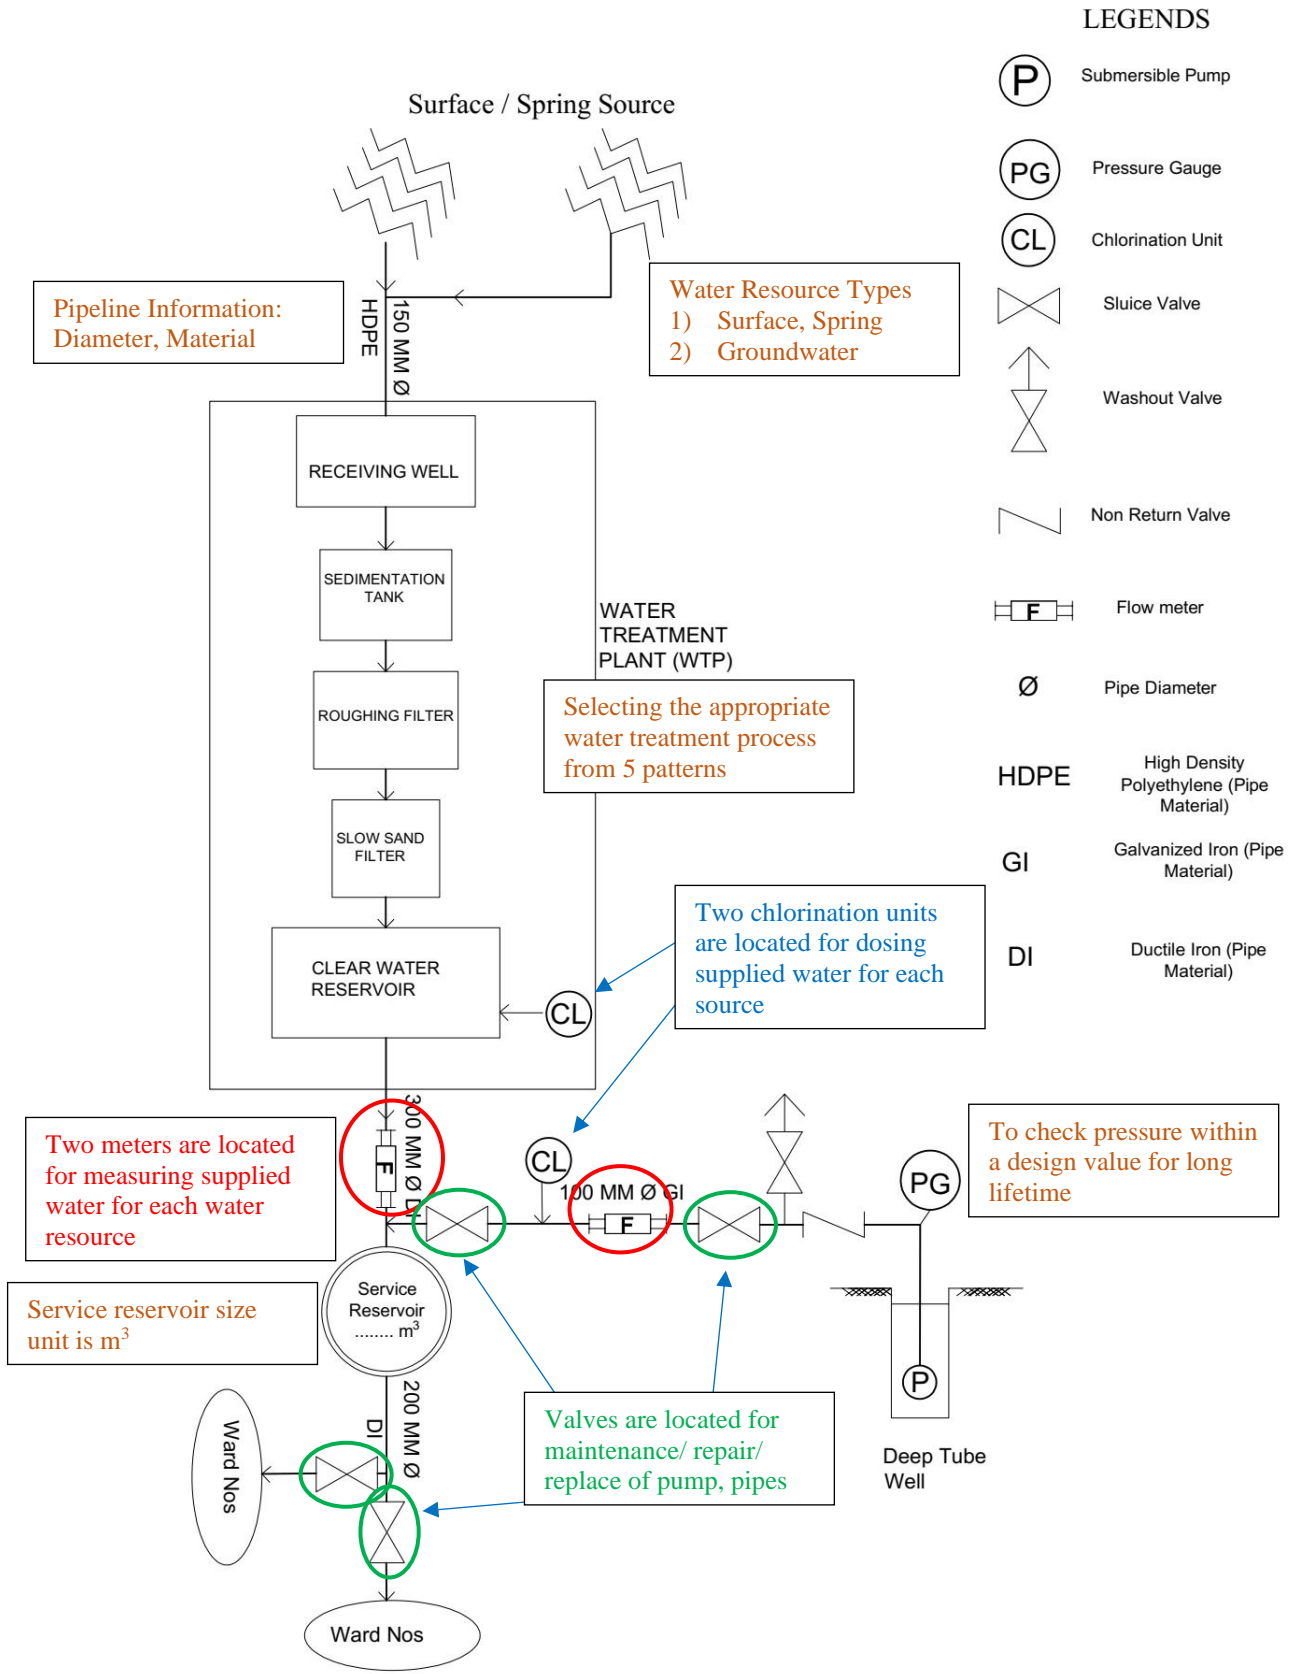 LEGENDS
P
Submersible Pump
PG
Pressure Gauge
CL
Chlorination Unit
Sluice Valve
Washout Valve
Non Return Valve
F
Flow meter
Ø
Pipe Diameter
HDPE
High Density
Polyethylene (Pipe
Material)
GI
Galvanized Iron (Pipe
Material)
DI
Ductile Iron (Pipe
Material)
Surface / Spring Source
Pipeline Information:
Diameter, Material
150 MM Ø
HDPE
Water Resource Types
1) Surface, Spring
2) Groundwater
RECEIVING WELL
SEDIMENTATION
TANK
ROUGHING FILTER
SLOW SAND
FILTER
CLEAR WATER
RESERVOIR
CL
WATER
TREATMENT
PLANT (WTP)
Selecting the appropriate
water treatment process
from 5 patterns
Two chlorination units
are located for dosing
supplied water for each
source
Two meters are located
for measuring supplied
water for each water
resource
300 MM Ø DI
F
CL
100 MM Ø GI
F
PG
To check pressure within
a design value for long
lifetime
Service reservoir size
unit is m³
Service
Reservoir
........ m³
200 MM Ø
DI
Valves are located for
maintenance/ repair/
replace of pump, pipes
P
Deep Tube
Well
Ward Nos
Ward Nos